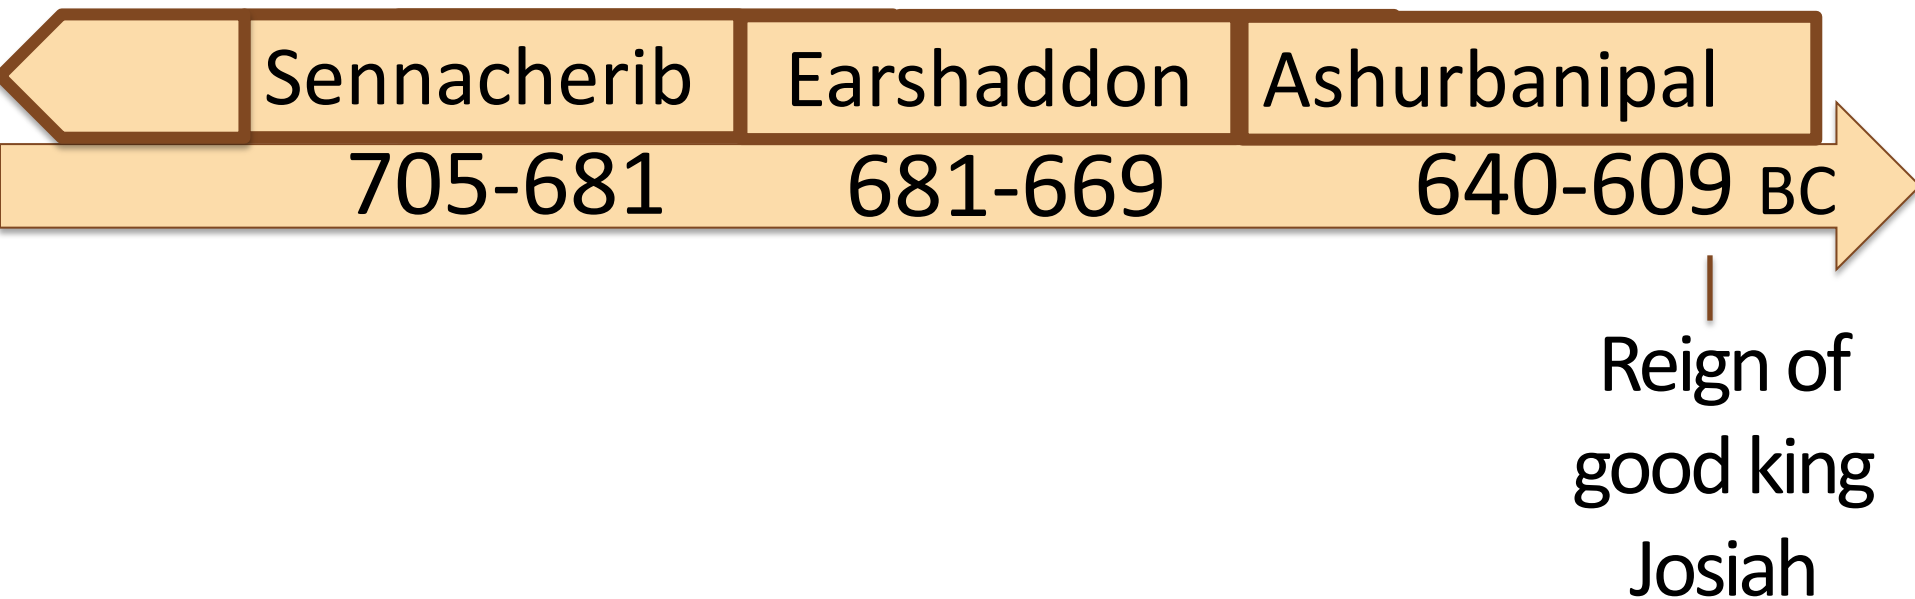 Sennacherib Earshaddon Ashurbanipal
705-681 681-669 640-609 BC
Reign of
good king
Josiah